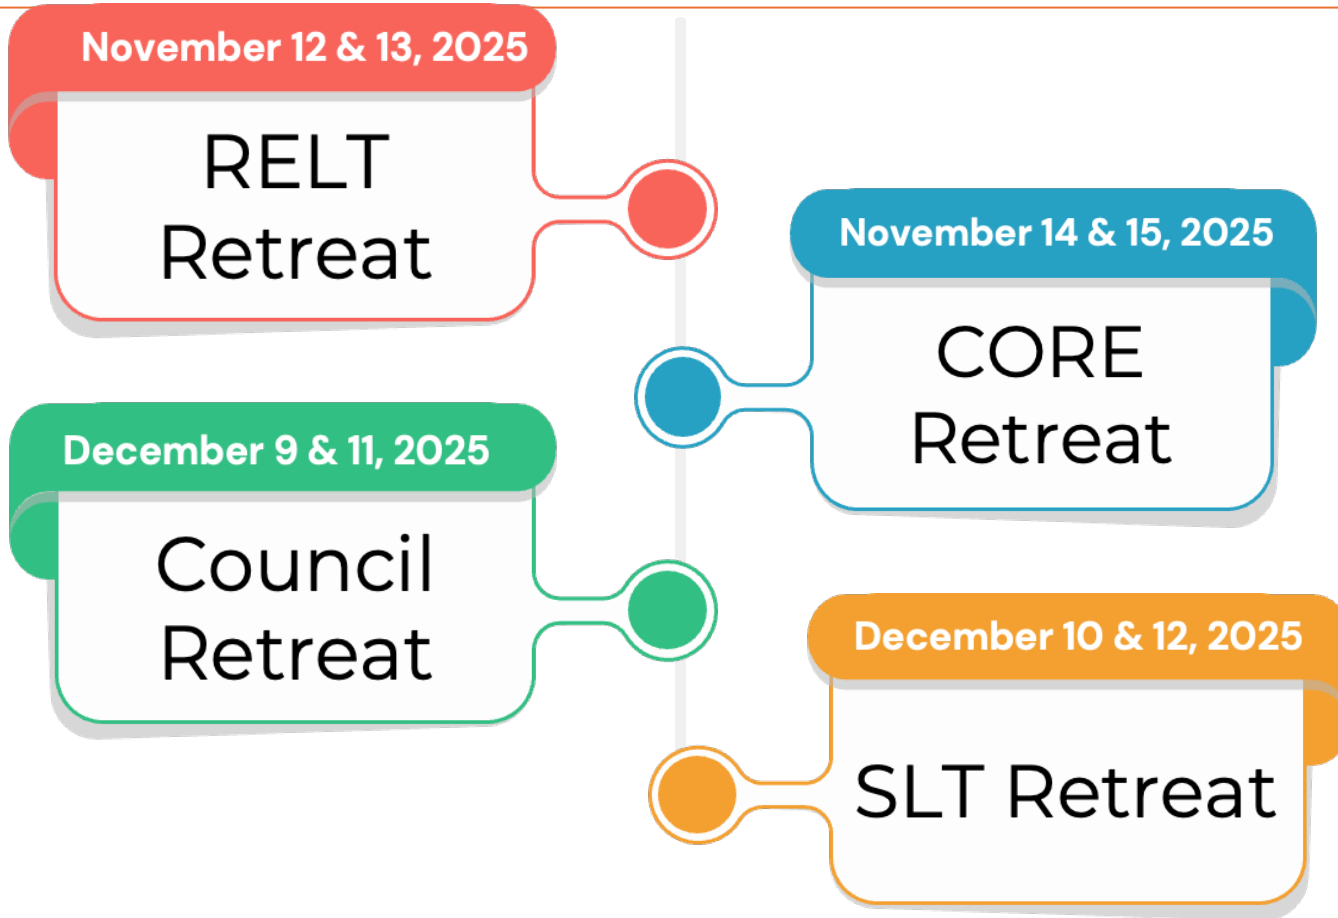 November 12 & 13, 2025
RELT
Retreat
November 14 & 15, 2025
CORE
Retreat
December 9 & 11, 2025
Council
Retreat
December 10 & 12, 2025
SLT Retreat